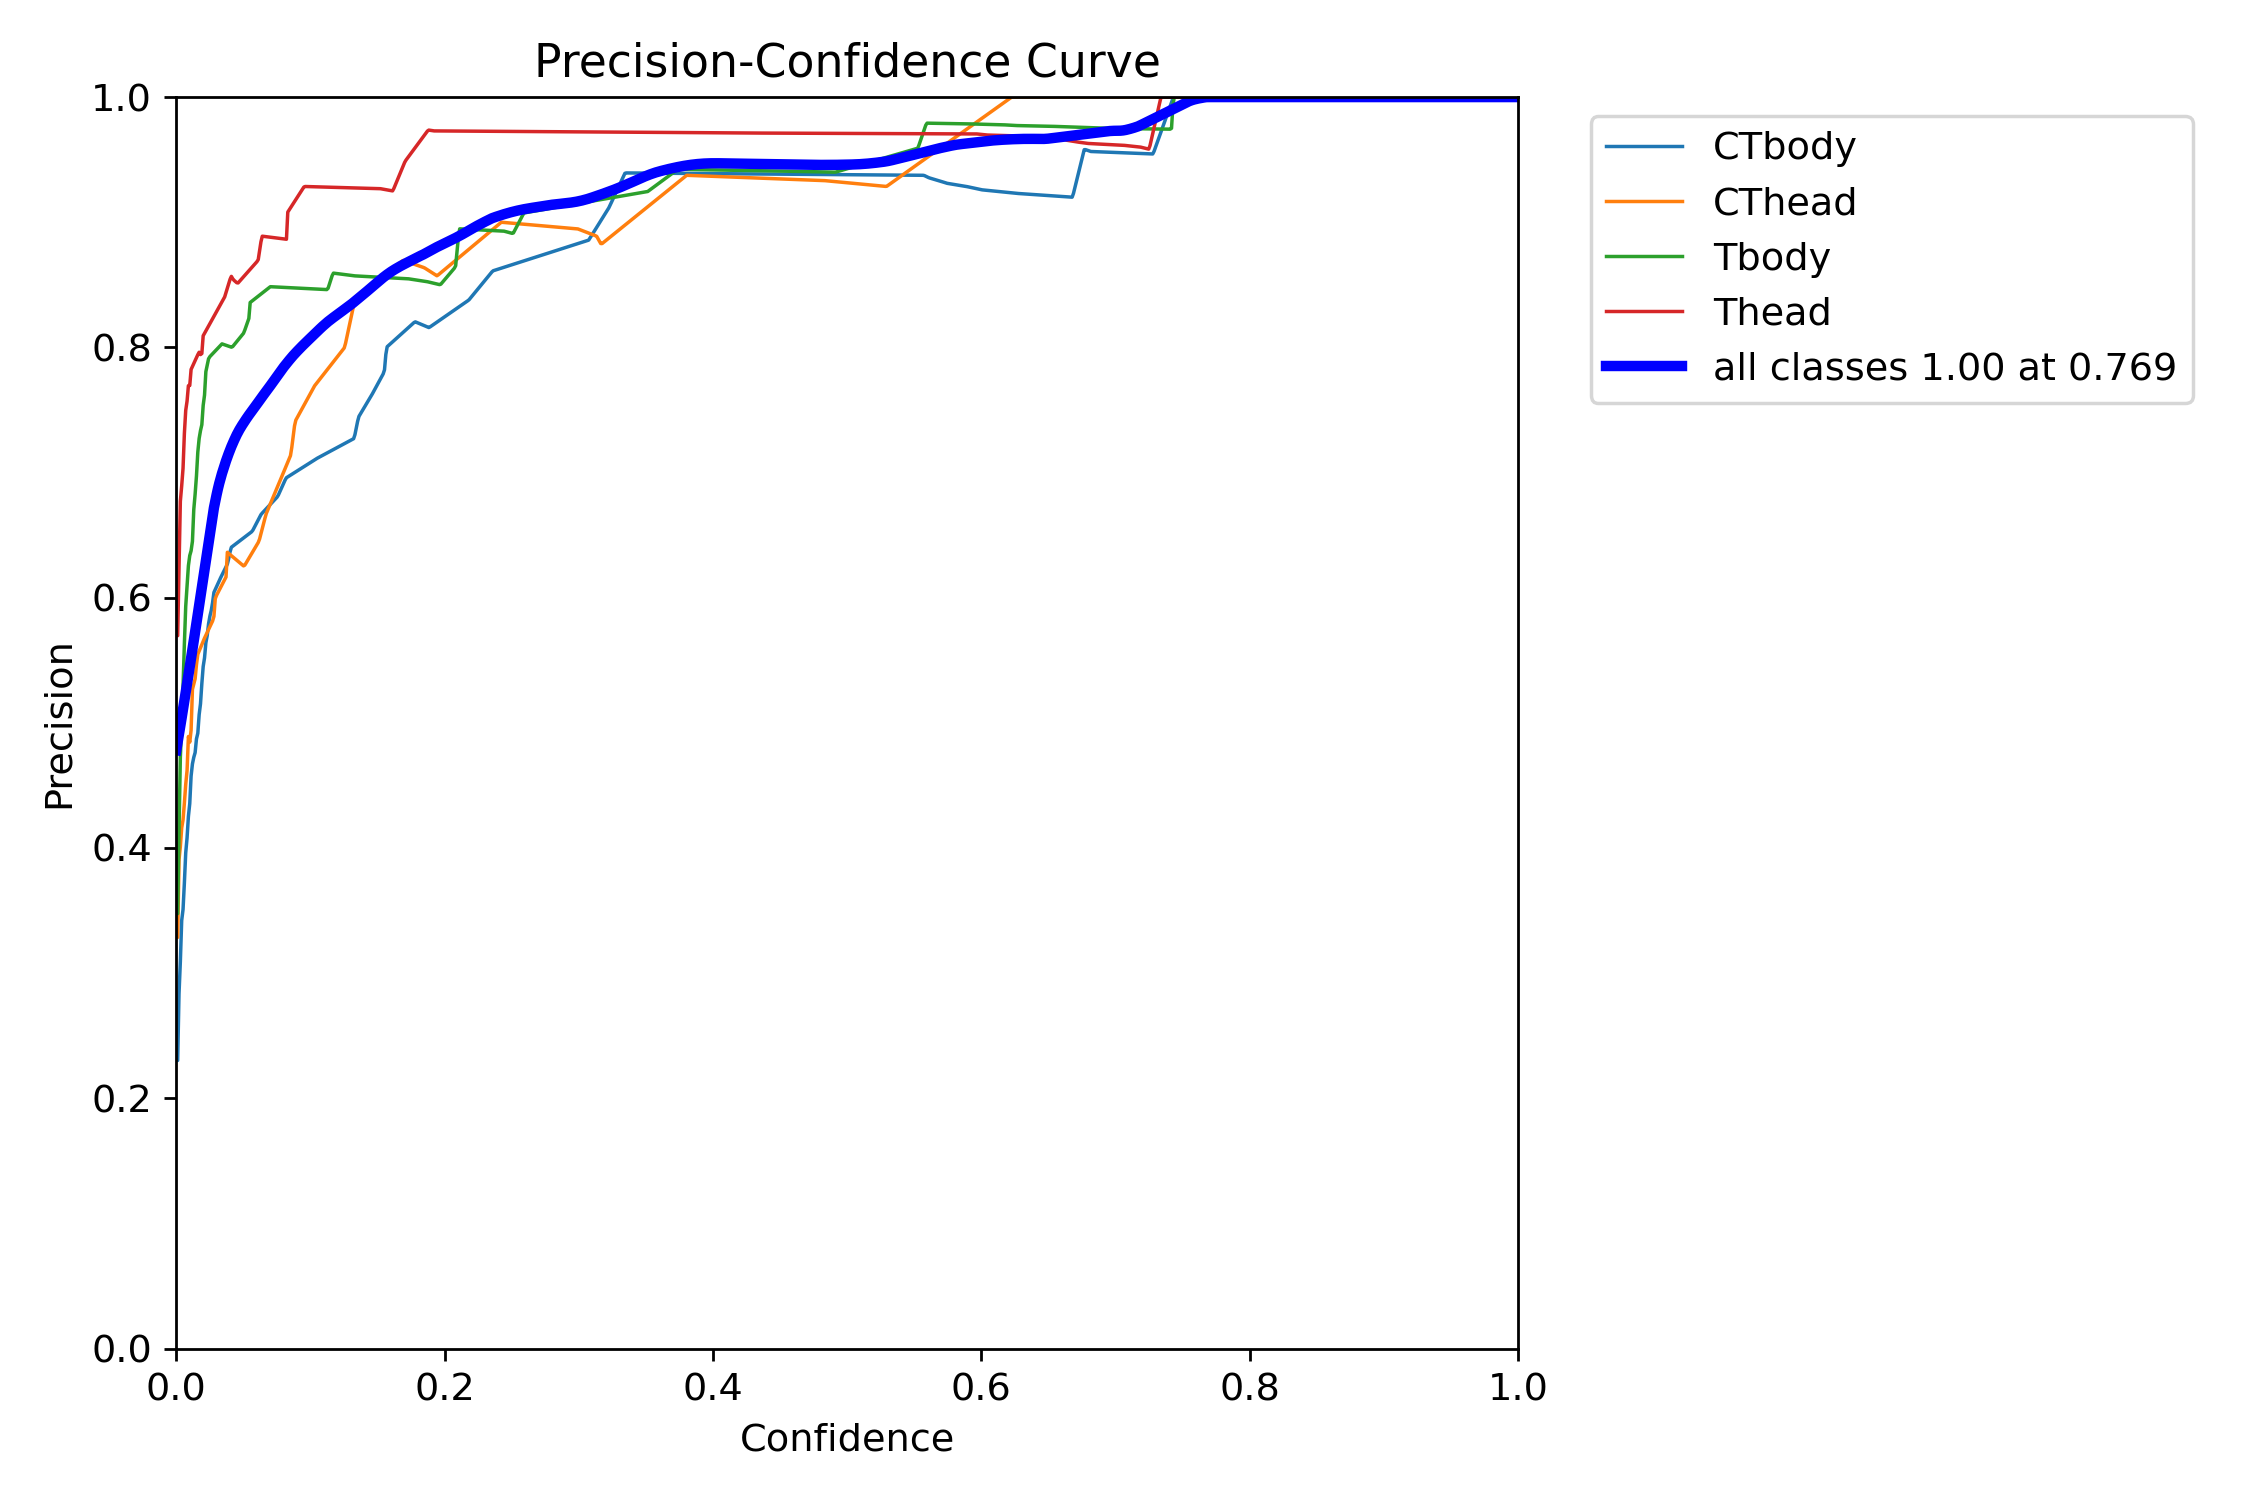 Precision-Confidence Curve
1.0
0.8
0.6
0.4
0.2
0.0
Precision
0.0 0.2 0.4 0.6 0.8 1.0
Confidence
CTbody
CThead
Tbody
Thead
all classes 1.00 at 0.769